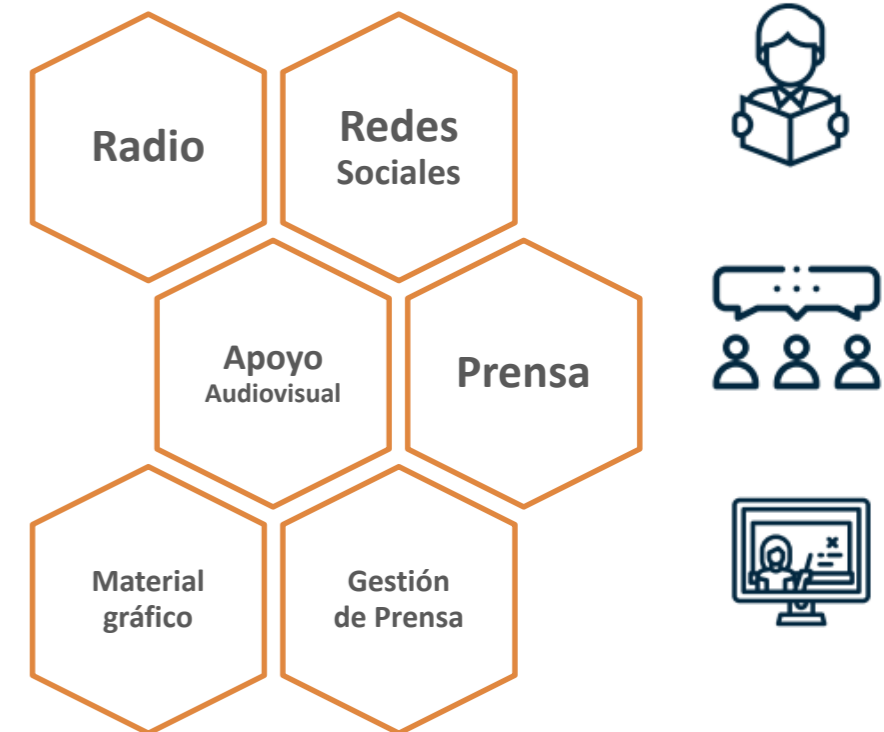 Radio
Redes
Sociales
Apoyo
Audiovisual
Prensa
Material
gráfico
Gestión
de Prensa